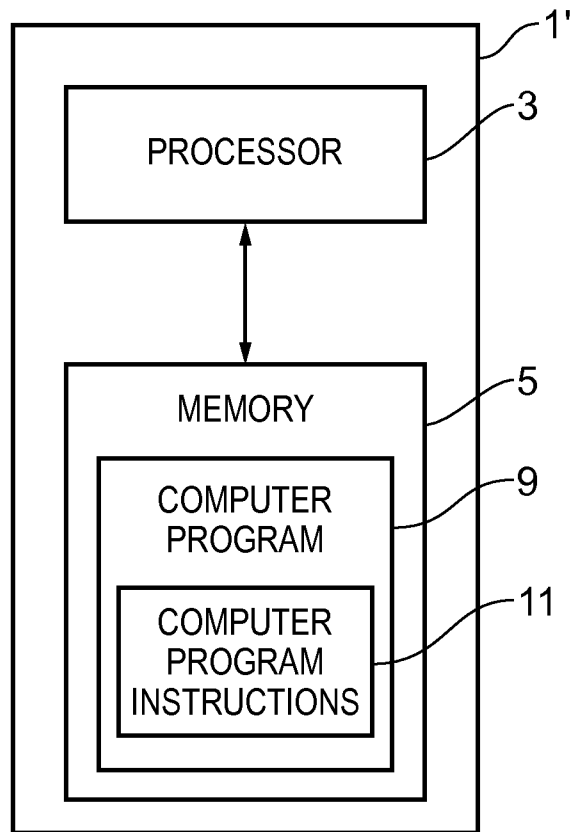 1'
3
PROCESSOR
5
MEMORY
9
COMPUTER
PROGRAM
11
COMPUTER
PROGRAM
INSTRUCTIONS